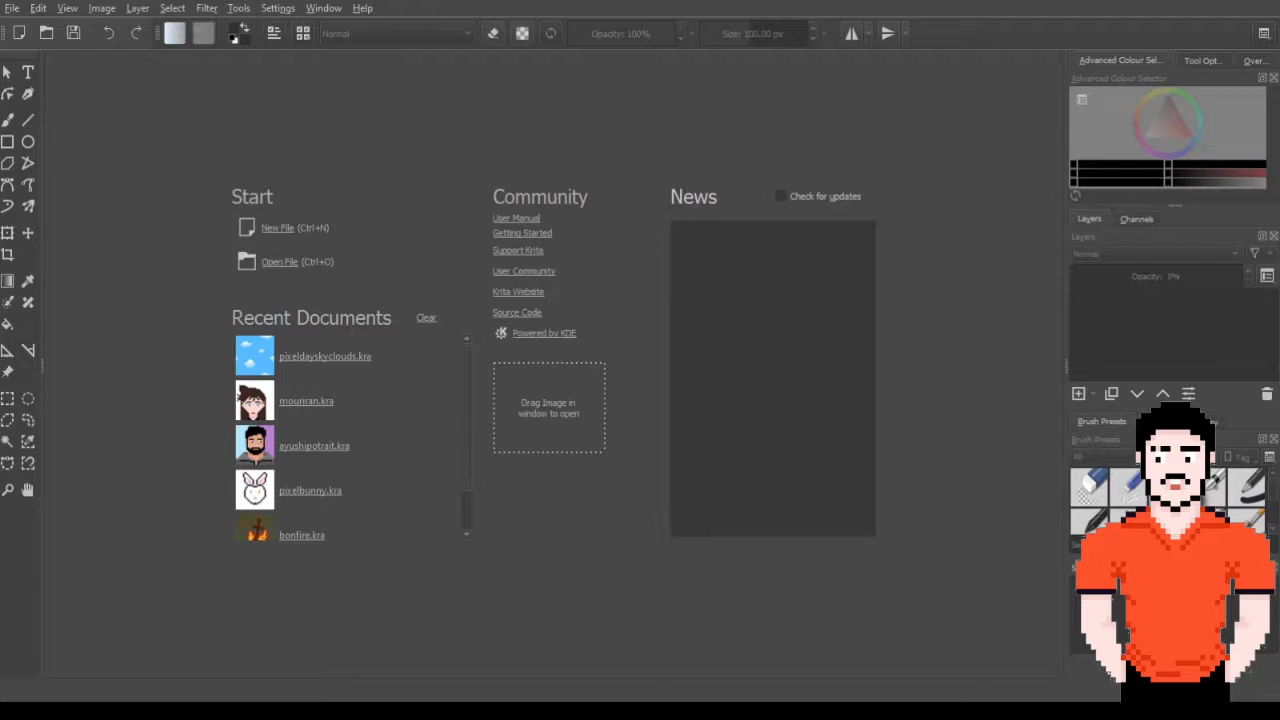 File Edit View Image Layer Select Filter Tools Settings Window Help
Normal Opacity: 100% Size: 100.00 px
Advanced Colour Sel... Tool Opt... Over...
Advanced Colour Selector
Start
New File (Ctrl+N)
Open File (Ctrl+O)
Recent Documents Clear
pixeldayskyclouds.kra
mouriran.kra
ayushipotrait.kra
pixelbunny.kra
bonfire.kra
Community
User Manual
Getting Started
Support Krita
User Community
Krita Website
Source Code
Powered by KDE
Drag Image in
window to open
News Check for updates
Layers Channels
Layers
Normal
Opacity: 0%
Brush Presets
Brush Presets
All Tag